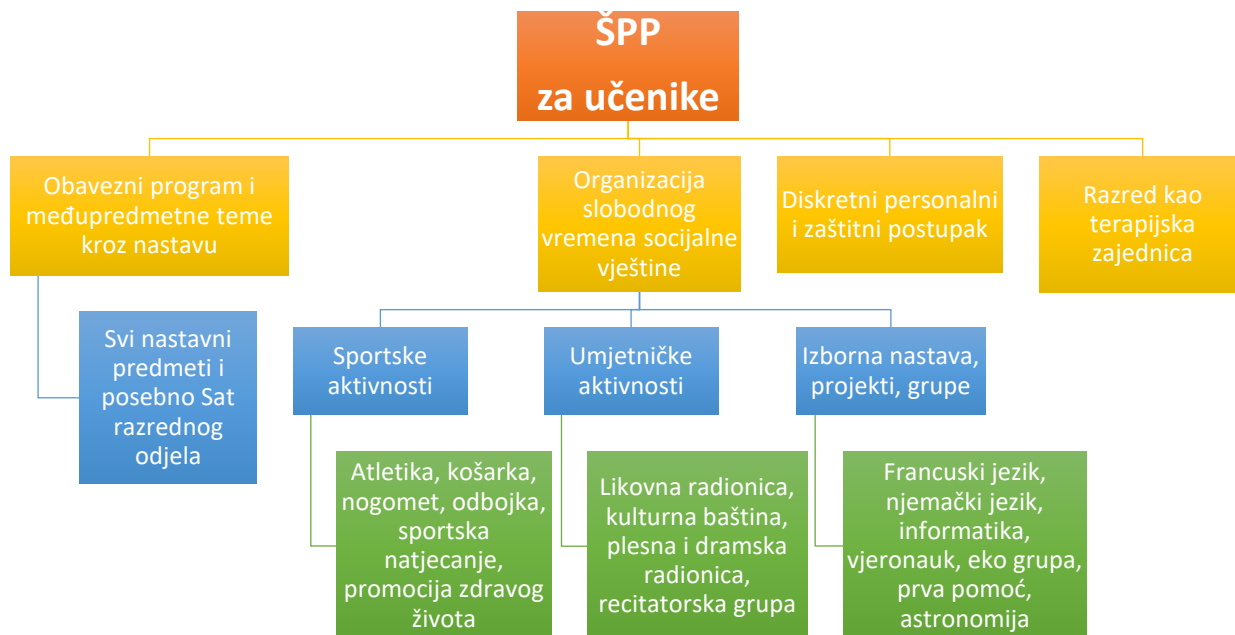 ŠPP
za učenike
Obavezni program i
međupredmetne teme
kroz nastavu
Organizacija
slobodnog
vremena socijalne
vještine
Diskretni personalni
i zaštitni postupak
Razred kao
terapijska
zajednica
Svi nastavni
predmeti i
posebno Sat
razrednog
odjela
Sportske
aktivnosti
Umjetničke
aktivnosti
Izborna nastava,
projekti, grupe
Atletika, košarka,
nogomet, odbojka,
sportska
natjecanje,
promocija zdravog
života
Likovna radionica,
kulturna baština,
plesna i dramska
radionica,
recitatorska grupa
Francuski jezik,
njemački jezik,
informatika,
vjeronauk, eko grupa,
prva pomoć,
astronomija